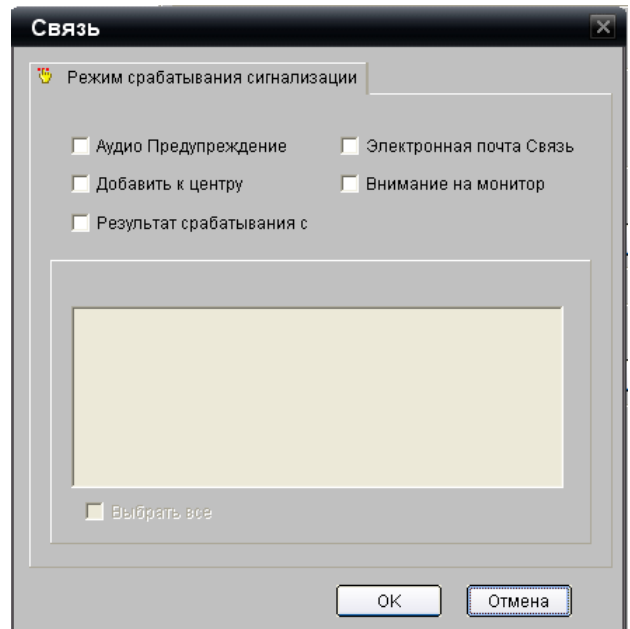 Связь
Режим срабатывания сигнализации
Аудио Предупреждение
Электронная почта Связь
Добавить к центру
Внимание на монитор
Результат срабатывания с
Выбрать все
OK
Отмена